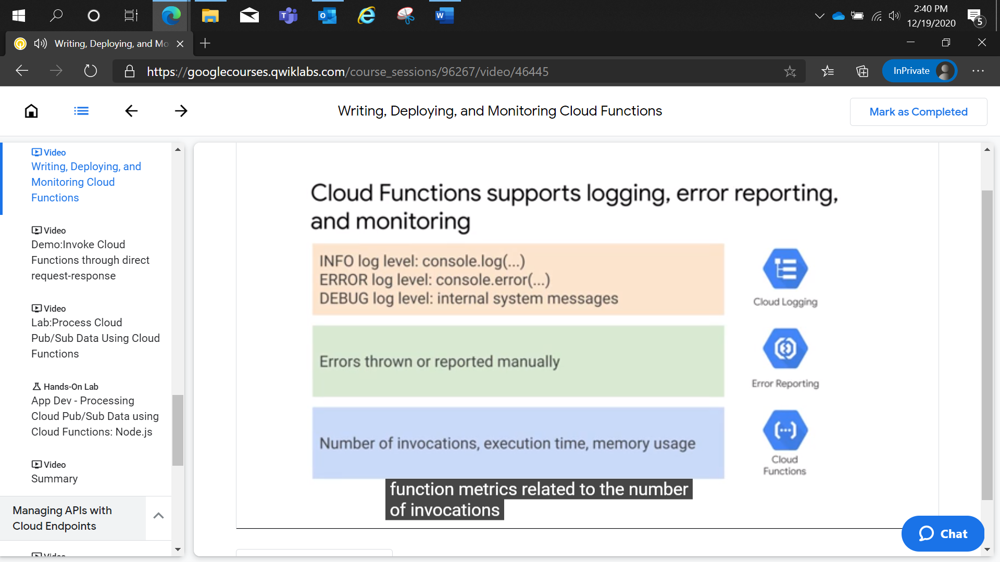 2:40 PM
12/19/2020
5
Writing, Deploying, and Mo
https://googlecourses.qwiklabs.com/course_sessions/96267/video/46445
InPrivate
Writing, Deploying, and Monitoring Cloud Functions
Mark as Completed
Video
Writing, Deploying, and
Monitoring Cloud
Functions
Video
Demo:Invoke Cloud
Functions through direct
request-response
Video
Lab:Process Cloud
Pub/Sub Data Using Cloud
Functions
Hands-On Lab
App Dev - Processing
Cloud Pub/Sub Data using
Cloud Functions: Node.js
Video
Summary
Managing APIs with
Cloud Endpoints
Video
Cloud Functions supports logging, error reporting,
and monitoring
INFO log level: console.log(...)
ERROR log level: console.error(...)
DEBUG log level: internal system messages
Cloud Logging
Errors thrown or reported manually
Error Reporting
Number of invocations, execution time, memory usage
Cloud
Functions
function metrics related to the number
of invocations
Chat